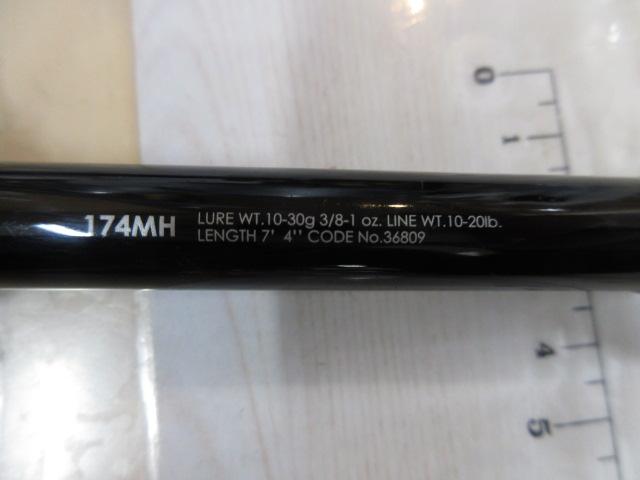 174MH
LURE WT.10-30g 3/8-1 oz. LINE WT.10-20lb.
LENGTH 7' 4'' CODE No.36809
0
1
4
5